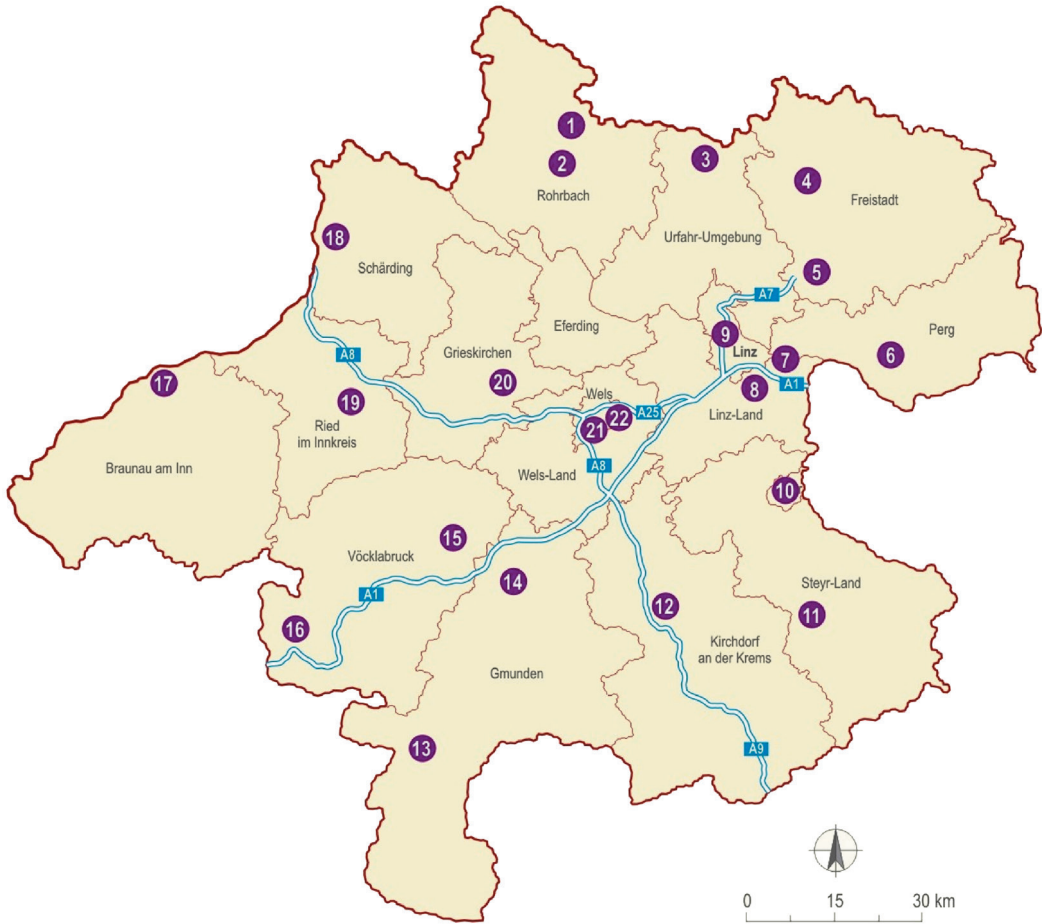 1
2
3
Rohrbach
4
Freistadt
18
Urfahr-Umgebung
Schärding
5
A7
Eferding
9
Perg
A8
Grieskirchen
Linz
7
6
17
20
A1
8
19
Wels
22
A25
Linz-Land
Ried
im Innkreis
21
Braunau am Inn
A8
Wels-Land
10
15
Vöcklabruck
14
Steyr-Land
A1
12
11
16
Kirchdorf
an der Krems
Gmunden
13
A9
0 15 30 km